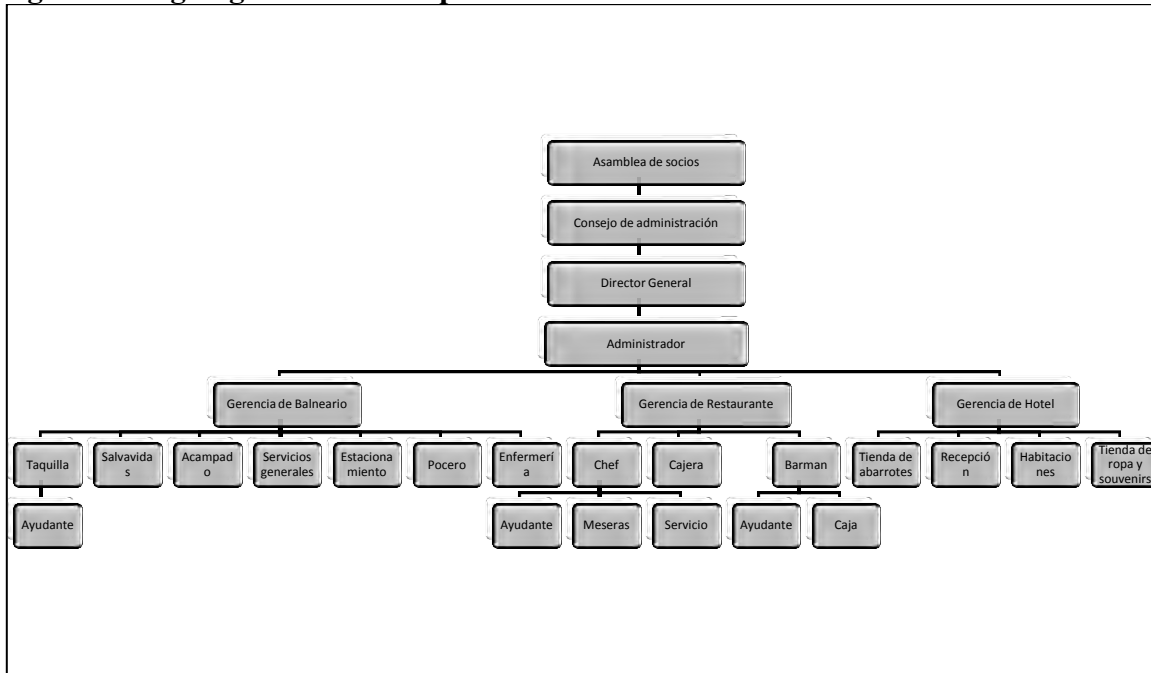 Asamblea de socios
Consejo de administración
Director General
Administrador
Gerencia de Balneario
Gerencia de Restaurante
Gerencia de Hotel
Taquilla
Salvavida
s
Acampad
o
Servicios
generales
Estaciona
miento
Pocero
Enfermerí
a
Chef
Cajera
Barman
Tienda de
abarrotes
Recepció
n
Habitacio
nes
Tienda de
ropa y
souvenirs
Ayudante
Ayudante
Meseras
Servicio
Ayudante
Caja